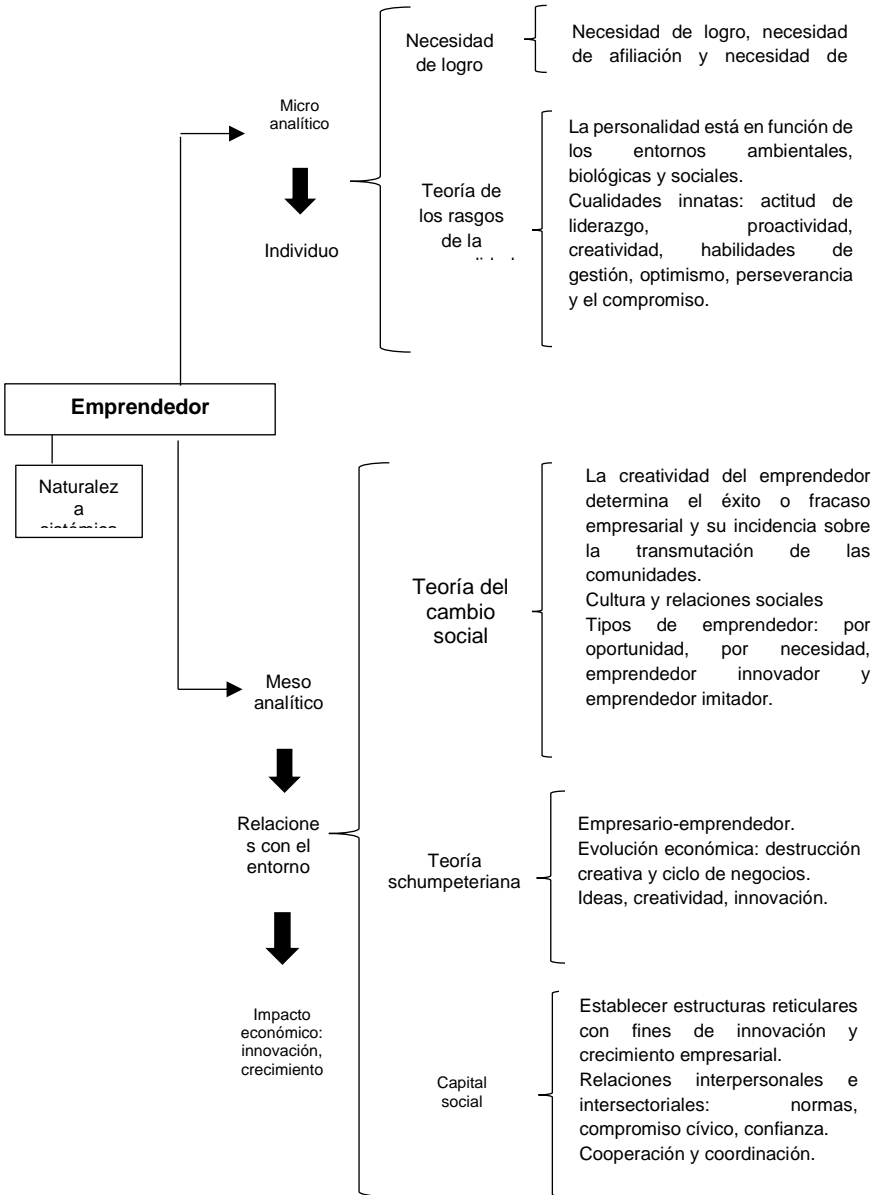 Necesidad
de logro
Necesidad de logro, necesidad
de afiliación y necesidad de
Micro
analítico
Individuo
Teoría de
los rasgos
de la
La personalidad está en función de
los entornos ambientales,
biológicas y sociales.
Cualidades innatas: actitud de
liderazgo, proactividad,
creatividad, habilidades de
gestión, optimismo, perseverancia
y el compromiso.
Emprendedor
Naturalez
a
Meso
analítico
Relacione
s con el
entorno
Impacto
económico:
innovación,
crecimiento
Teoría del
cambio
social
La creatividad del emprendedor
determina el éxito o fracaso
empresarial y su incidencia sobre
la transmutación de las
comunidades.
Cultura y relaciones sociales
Tipos de emprendedor: por
oportunidad, por necesidad,
emprendedor innovador y
emprendedor imitador.
Teoría
schumpeteriana
Empresario-emprendedor.
Evolución económica: destrucción
creativa y ciclo de negocios.
Ideas, creatividad, innovación.
Capital
social
Establecer estructuras reticulares
con fines de innovación y
crecimiento empresarial.
Relaciones interpersonales e
intersectoriales: normas,
compromiso cívico, confianza.
Cooperación y coordinación.